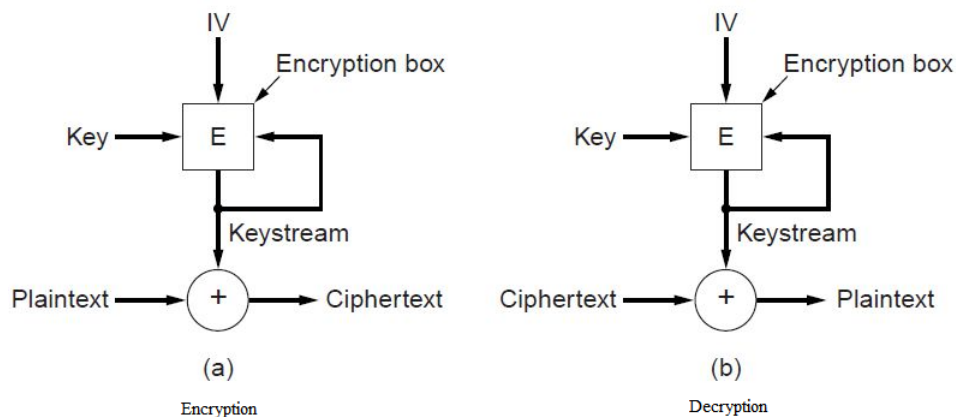 IV
Encryption box
Key
E
Keystream
Plaintext
+
Ciphertext
(a)
Encryption
IV
Encryption box
Key
E
Keystream
Ciphertext
+
Plaintext
(b)
Decryption